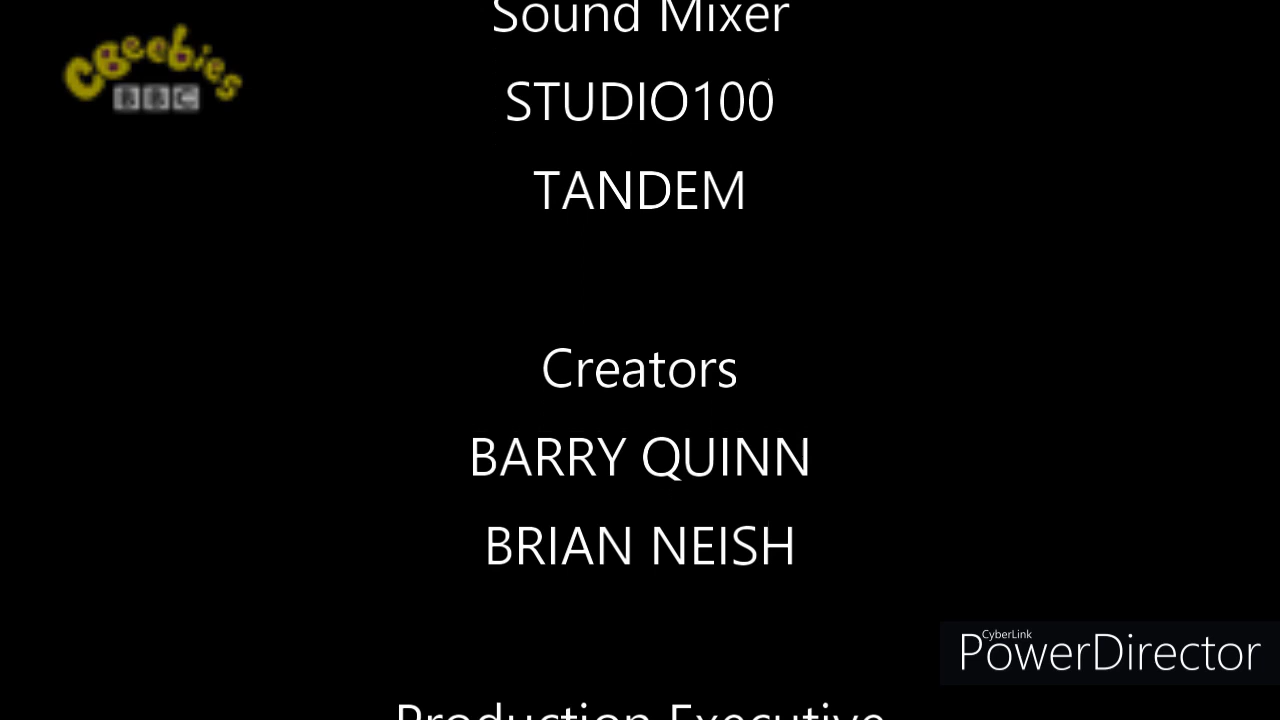 Sound Mixer
CBeebies
BBC
STUDIO100
TANDEM
Creators
BARRY QUINN
BRIAN NEISH
CyberLink
PowerDirector
Production Executive